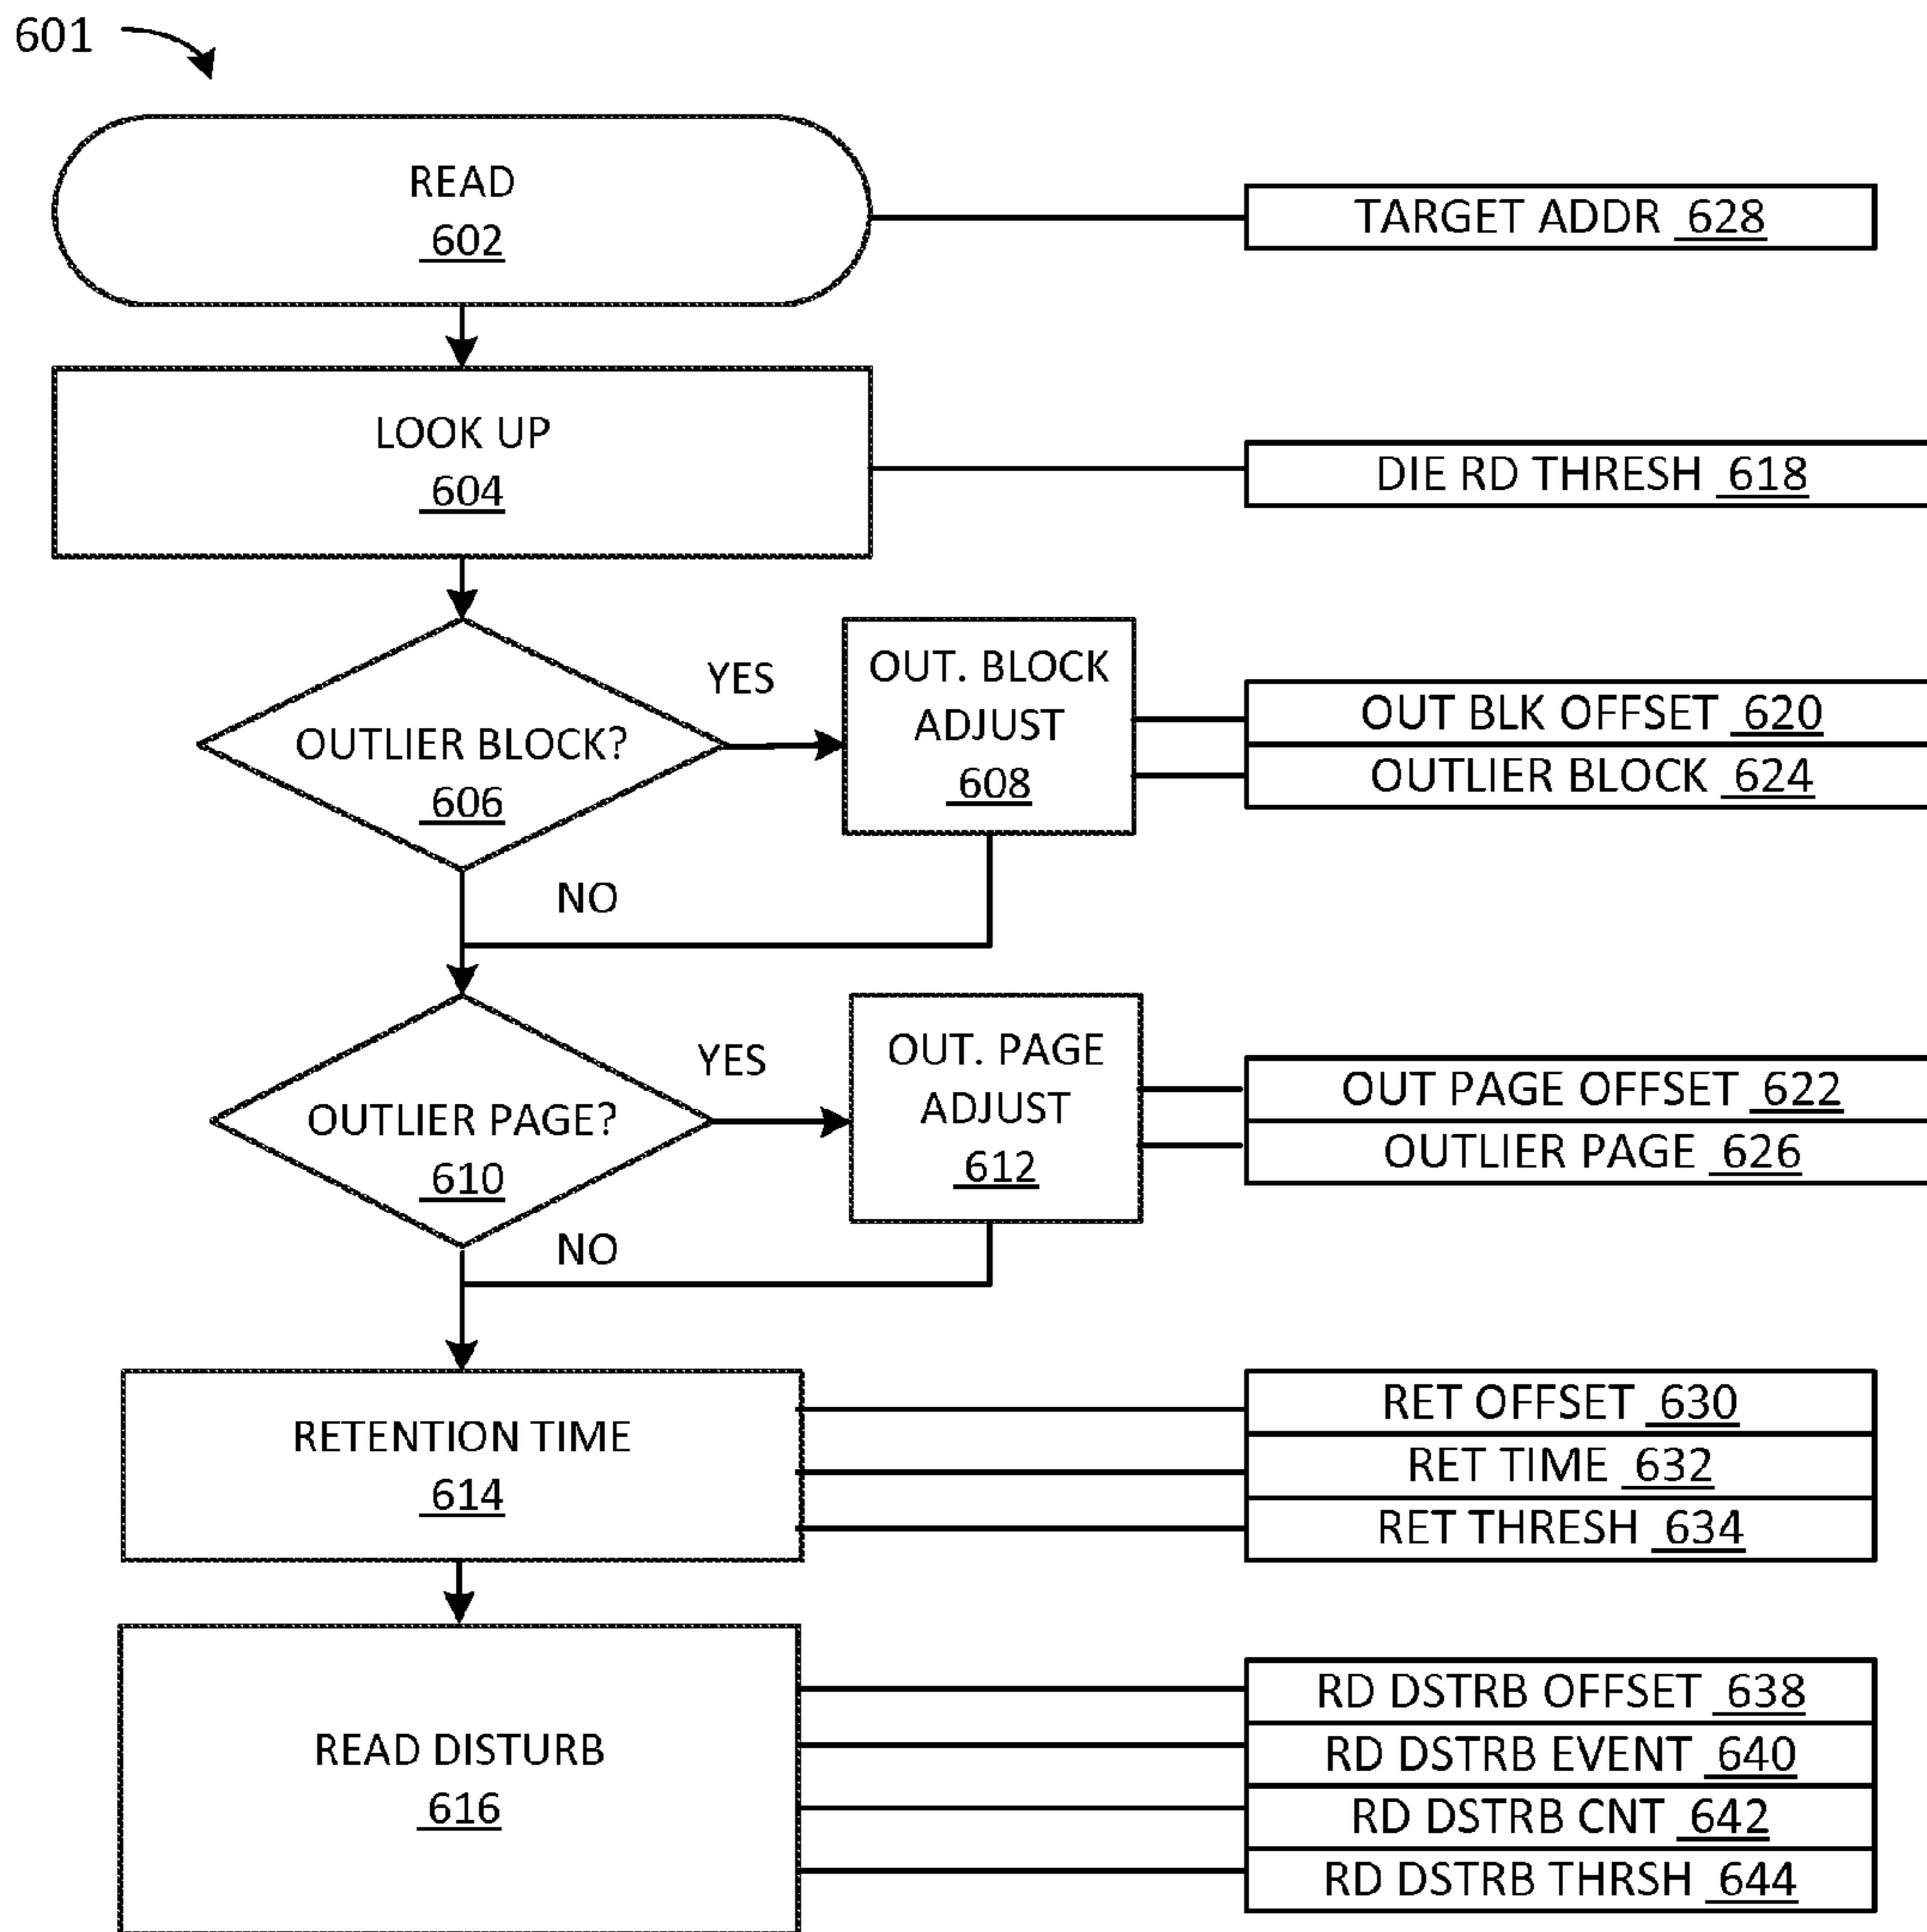 601
READ
602
TARGET ADDR 628
LOOK UP
604
DIE RD THRESH 618
OUTLIER BLOCK?
606
YES
NO
OUT. BLOCK
ADJUST
608
OUT BLK OFFSET 620
OUTLIER BLOCK 624
OUTLIER PAGE?
610
YES
NO
OUT. PAGE
ADJUST
612
OUT PAGE OFFSET 622
OUTLIER PAGE 626
RETENTION TIME
614
RET OFFSET 630
RET TIME 632
RET THRESH 634
READ DISTURB
616
RD DSTRB OFFSET 638
RD DSTRB EVENT 640
RD DSTRB CNT 642
RD DSTRB THRSH 644